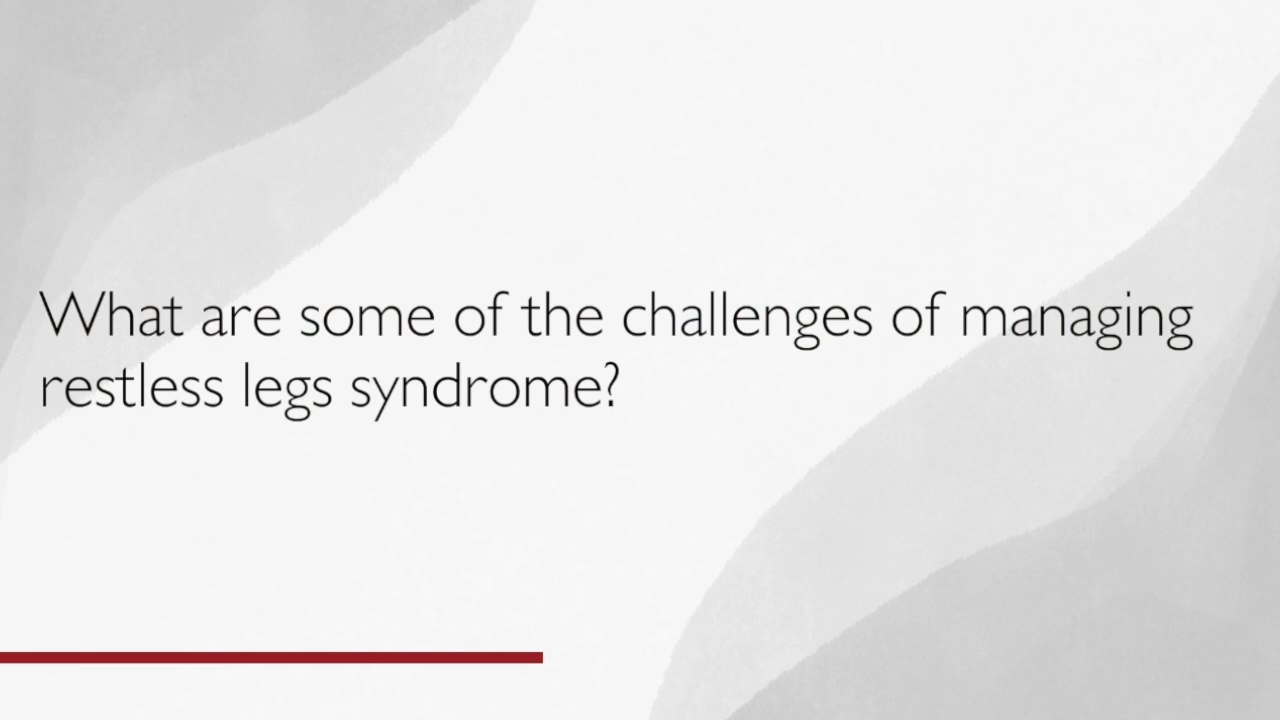 What are some of the challenges of managing
restless legs syndrome?